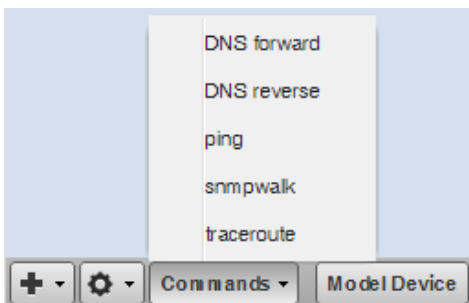 DNS forward
DNS reverse
ping
snmpwalk
traceroute
Commands
Model Device